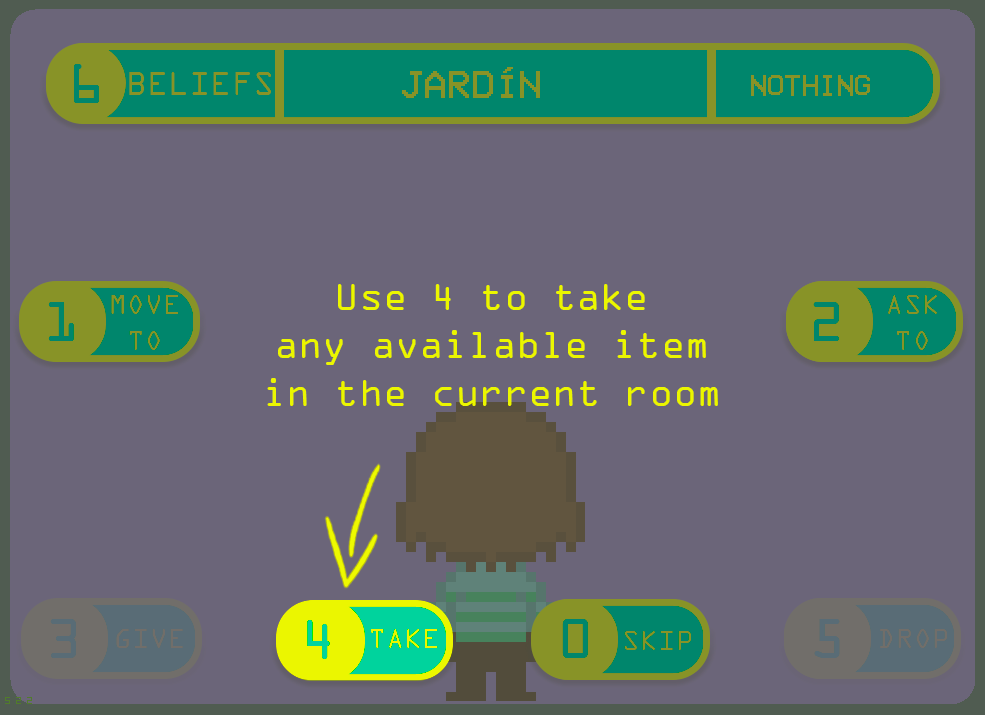 6 BELIEFS JARDÍN NOTHING
Use 4 to take
any available item
in the current room
1 MOVE TO
2 ASK TO
3 GIVE
4 TAKE
0 SKIP
5 DROP